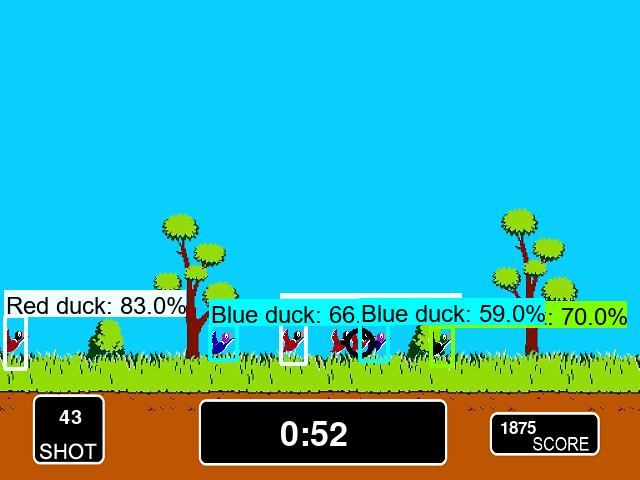 Red duck: 83.0%
Blue duck: 66.
Blue duck: 59.0%
: 70.0%
43
SHOT
0:52
1875
SCORE